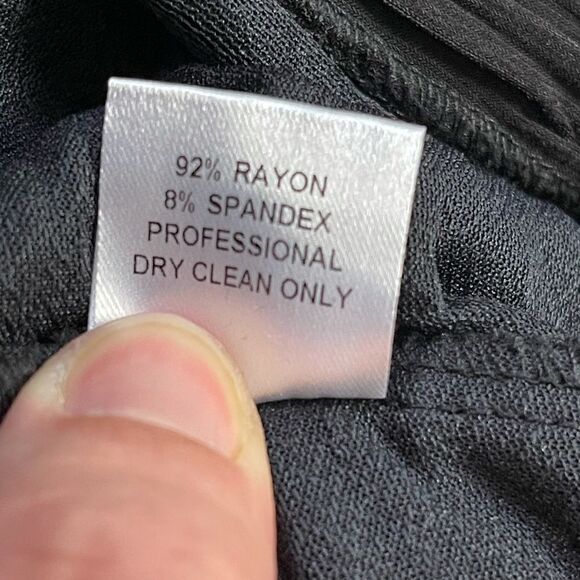 92% RAYON
8% SPANDEX
PROFESSIONAL
DRY CLEAN ONLY